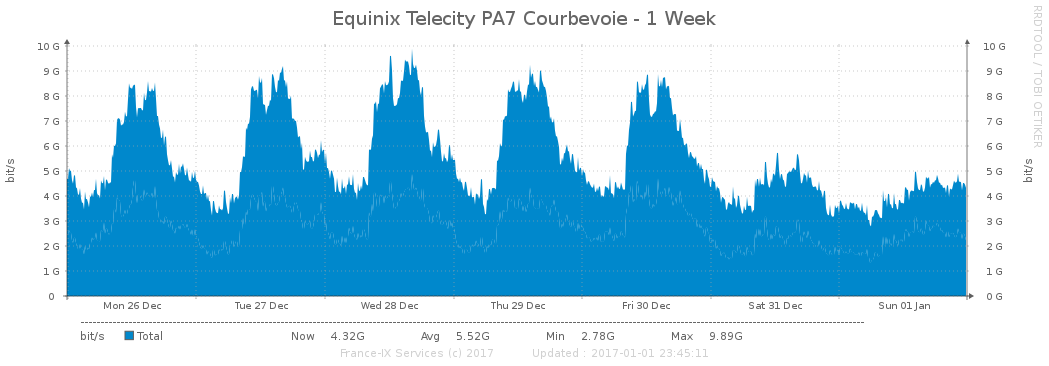 Equinix Telecity PA7 Courbevoie - 1 Week
RRDTOOL / TOBI OETIKER
bit/s
10 G 10 G
9 G 9 G
8 G 8 G
7 G 7 G
6 G 6 G
5 G 5 G
4 G 4 G
3 G 3 G
2 G 2 G
1 G 1 G
0 0 G
bit/s
Mon 26 Dec Tue 27 Dec Wed 28 Dec Thu 29 Dec Fri 30 Dec Sat 31 Dec Sun 01 Jan
bit/s Total Now 4.32G Avg 5.52G Min 2.78G Max 9.89G
France-IX Services (c) 2017 Updated : 2017-01-01 23:45:11